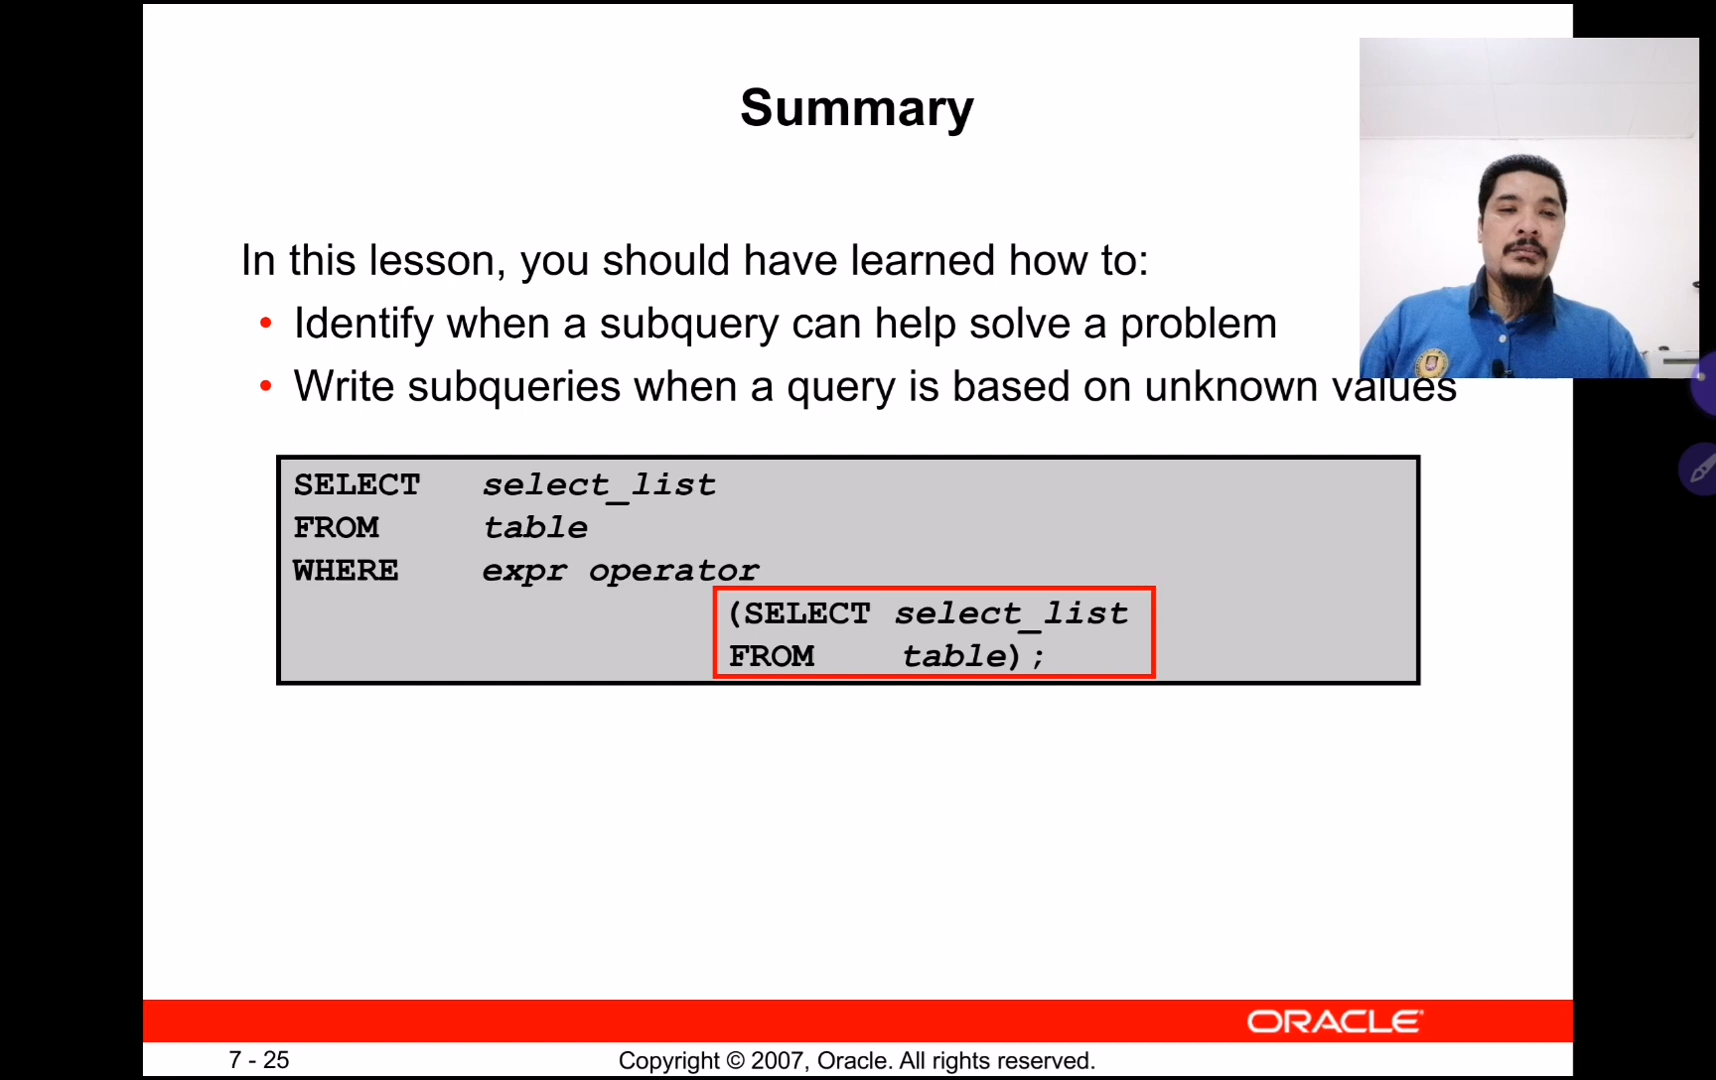 Summary
In this lesson, you should have learned how to:
• Identify when a subquery can help solve a problem
• Write subqueries when a query is based on unknown values
SELECT select_list
FROM table
WHERE expr operator
(SELECT select_list
FROM table);
ORACLE
7 - 25
Copyright © 2007, Oracle. All rights reserved.